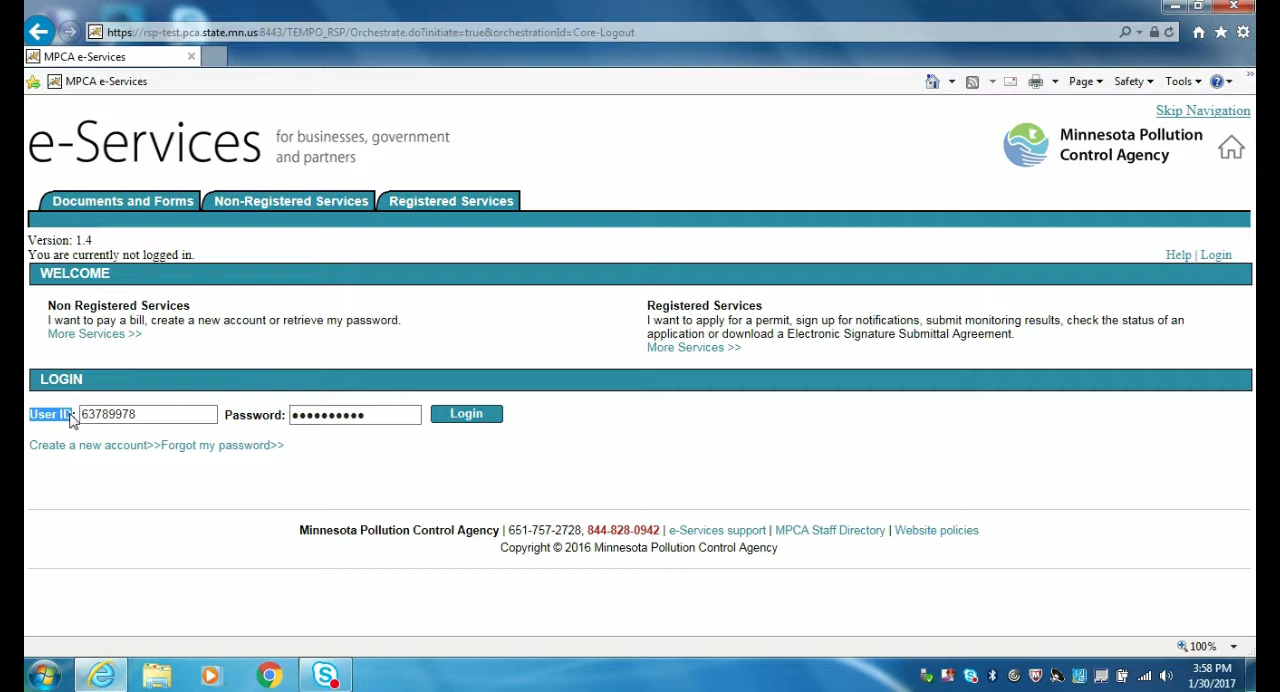 https://rsp-test.pca.state.mn.us:8443/TEMPO_RSP/Orchestrate.do?initiate=true&orchestrationId=Core-Logout
MPCA e-Services
MPCA e-Services
Page Safety Tools
Skip Navigation
e-Services for businesses, government and partners
Minnesota Pollution
Control Agency
Documents and Forms Non-Registered Services Registered Services
Version: 1.4
You are currently not logged in.
Help | Login
WELCOME
Non Registered Services
I want to pay a bill, create a new account or retrieve my password.
More Services >>
Registered Services
I want to apply for a permit, sign up for notifications, submit monitoring results, check the status of an
application or download a Electronic Signature Submittal Agreement.
More Services >>
LOGIN
User ID: 63789978 Password: ●●●●●●●●●● Login
Create a new account>>Forgot my password>>
Minnesota Pollution Control Agency | 651-757-2728, 844-828-0942 | e-Services support | MPCA Staff Directory | Website policies
Copyright © 2016 Minnesota Pollution Control Agency
100%
3:58 PM
1/30/2017